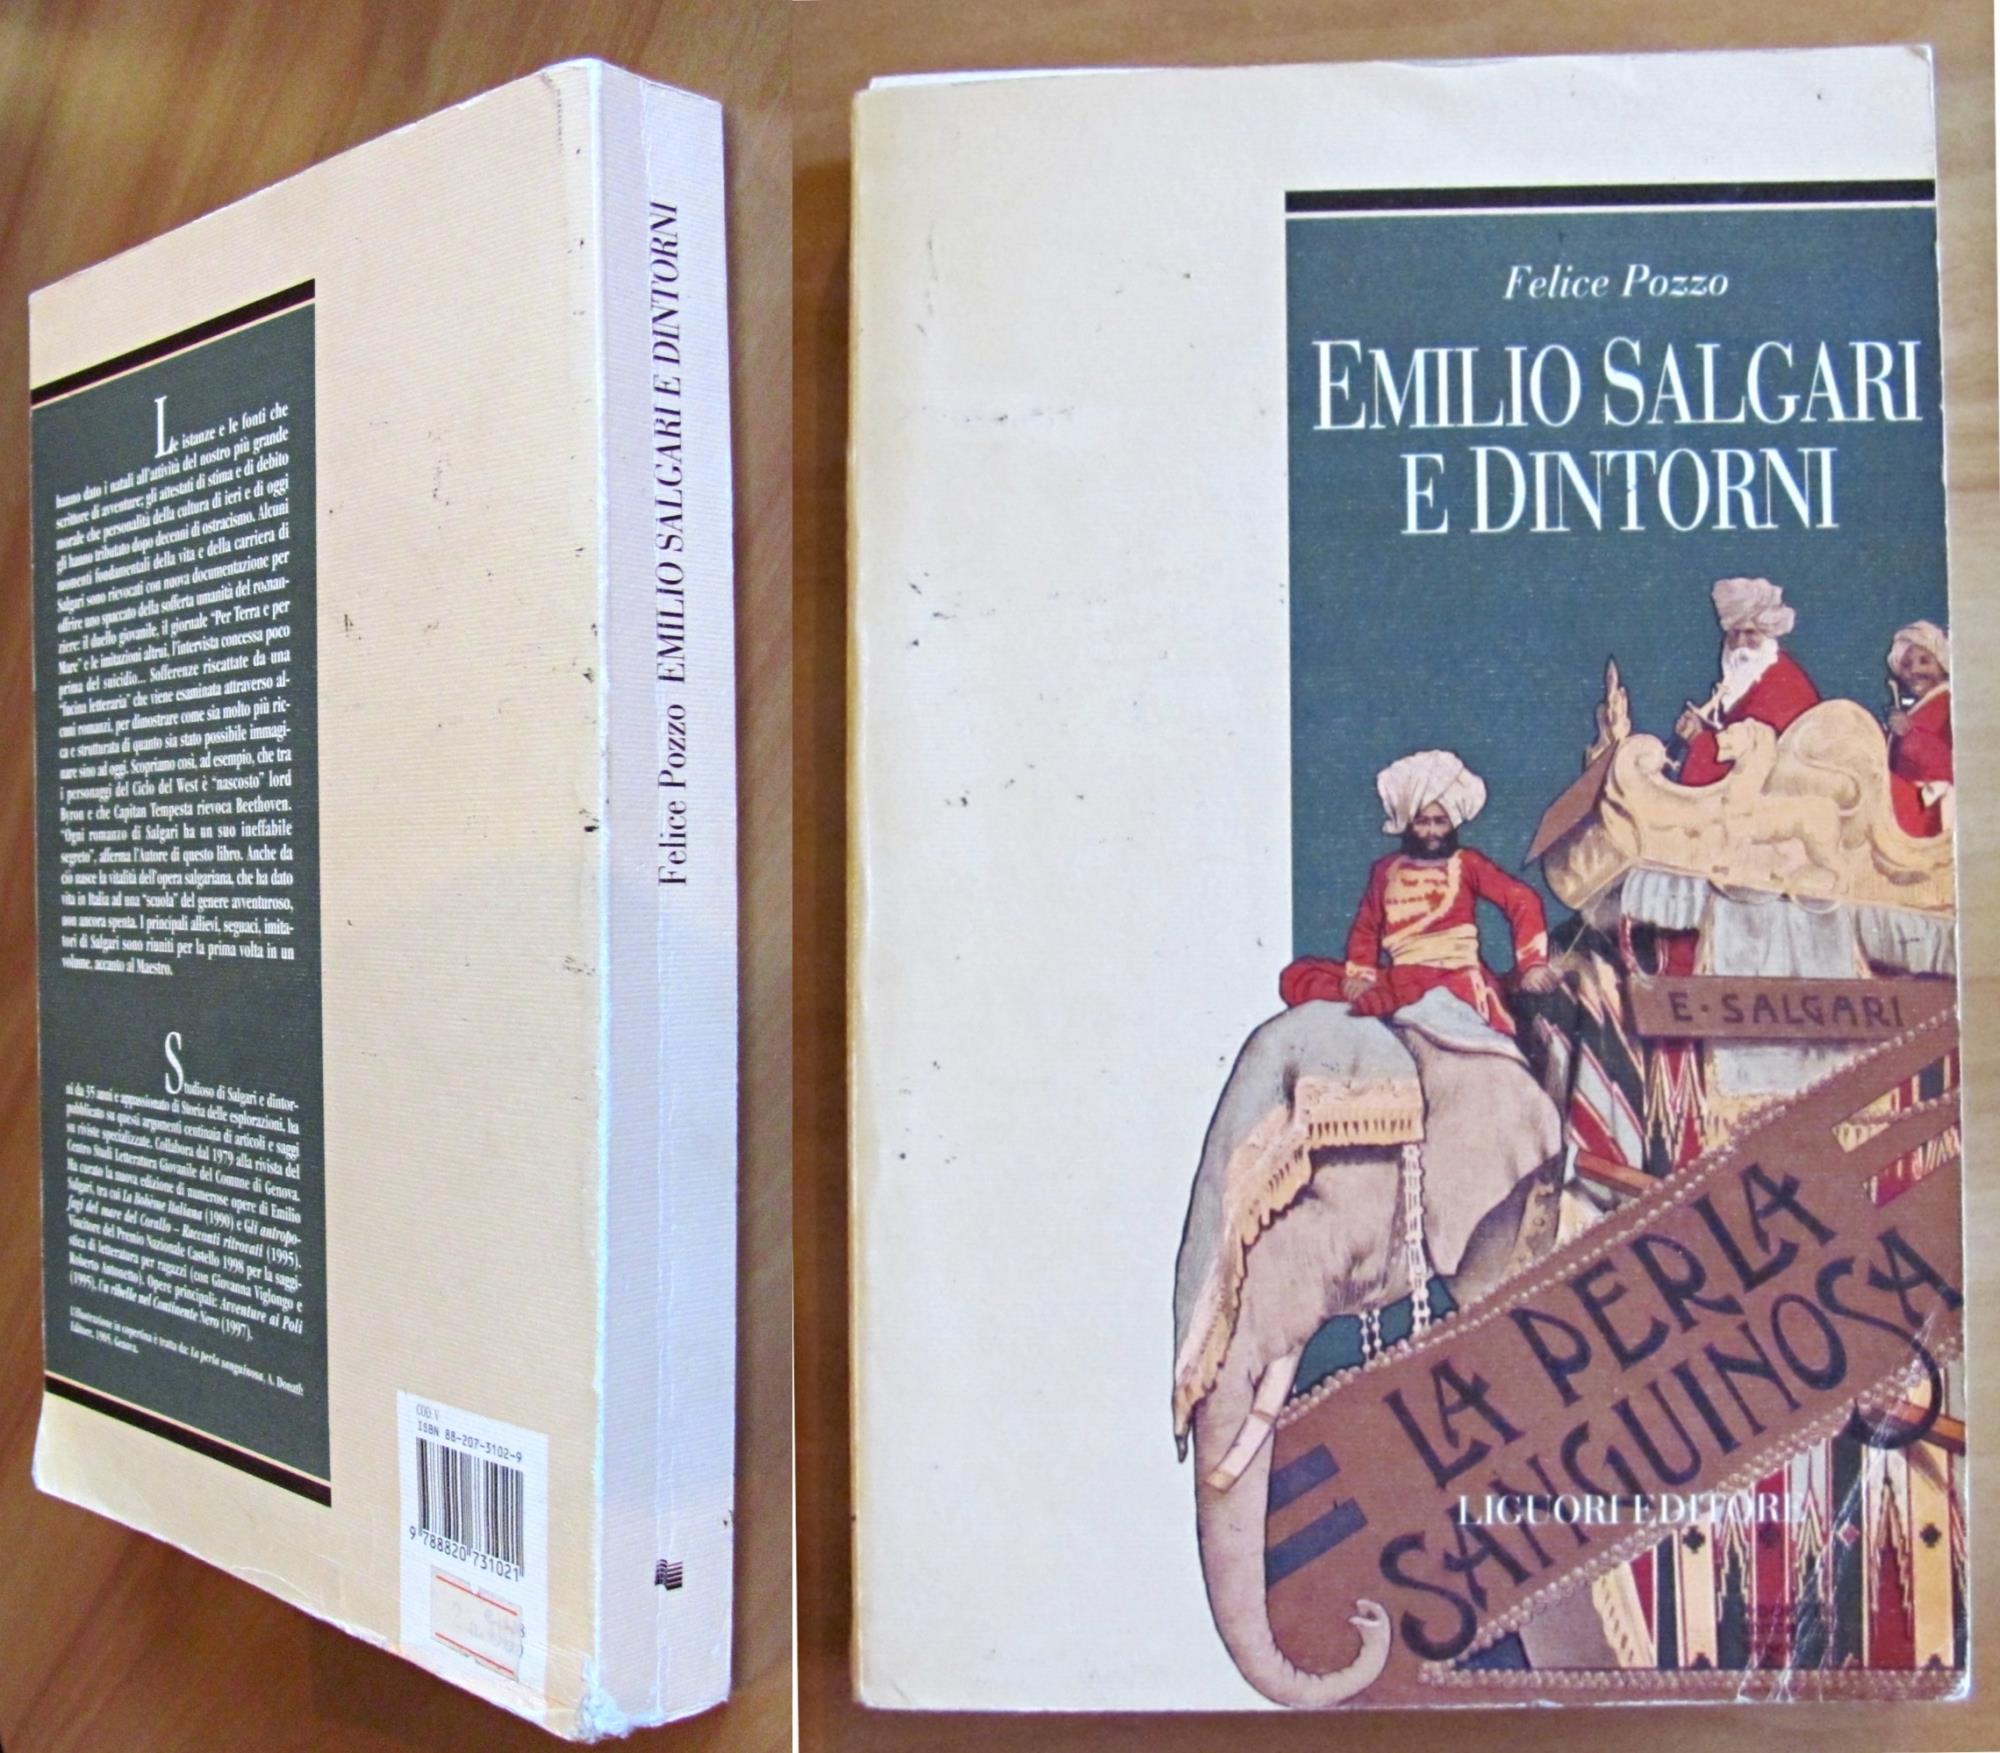 Le istanze e le fonti che
hanno dato i natali all'attività del nostro più grande
scrittore di avventure; gli attestati di stima e di debito
morale che personalità della cultura di ieri e di oggi
gli hanno tributato dopo decenni di ostracismo. Alcuni
momenti fondamentali della vita e della carriera di
Salgari sono rievocati con nuova documentazione per
offrire uno spaccato della sofferta umanità del roman-
ziere: il duello giovanile, il giornale "Per Terra e per
Mare" e le imitazioni altrui, l'intervista concessa poco
prima del suicidio... Sofferenze riscattate da una
"fucina letteraria" che viene esaminata attraverso al-
cuni romanzi, per dimostrare come sia molto più ric-
ca e strutturata di quanto sia stato possibile immagi-
nare sino ad oggi. Scopriamo così, ad esempio, che tra
i personaggi del Ciclo del West è "nascosto" lord
Byron e che Capitan Tempesta rievoca Beethoven.
"Ogni romanzo di Salgari ha un suo ineffabile
segreto", afferma l'Autore di questo libro. Anche da
ciò nasce la vitalità dell'opera salgariana, che ha dato
vita in Italia ad una "scuola" del genere avventuroso,
non ancora spenta. I principali allievi, seguaci, imita-
tori di Salgari sono riuniti per la prima volta in un
volume, accanto al Maestro.
Studioso di Salgari e dintor-
ni da 35 anni e appassionato di Storia delle esplorazioni, ha
pubblicato su questi argomenti centinaia di articoli e saggi
su riviste specializzate. Collabora dal 1979 alla rivista del
Centro Studi Letteratura Giovanile del Comune di Genova.
Ha curato la nuova edizione di numerose opere di Emilio
Salgari, tra cui La Bohème Italiana (1990) e Gli antropo-
fagi del mare del Corallo – Racconti ritrovati (1995).
Vincitore del Premio Nazionale Castello 1998 per la saggi-
stica di letteratura per ragazzi (con Giovanna Viglongo e
Roberto Antonetto). Opere principali: Avventure ai Poli
(1995), Un ribelle nel Continente Nero (1997).
L'illustrazione in copertina è tratta da: La perla sanguinosa, A. Donath
Editore, 1905, Genova.
COD. V
ISBN 88-207-3102-9
9 788820 731021
Felice Pozzo EMILIO SALGARI E DINTORNI
Felice Pozzo
EMILIO SALGARI
E DINTORNI
E · SALGARI
LA PERLA
SANGUINOSA
LIGUORI EDITORE